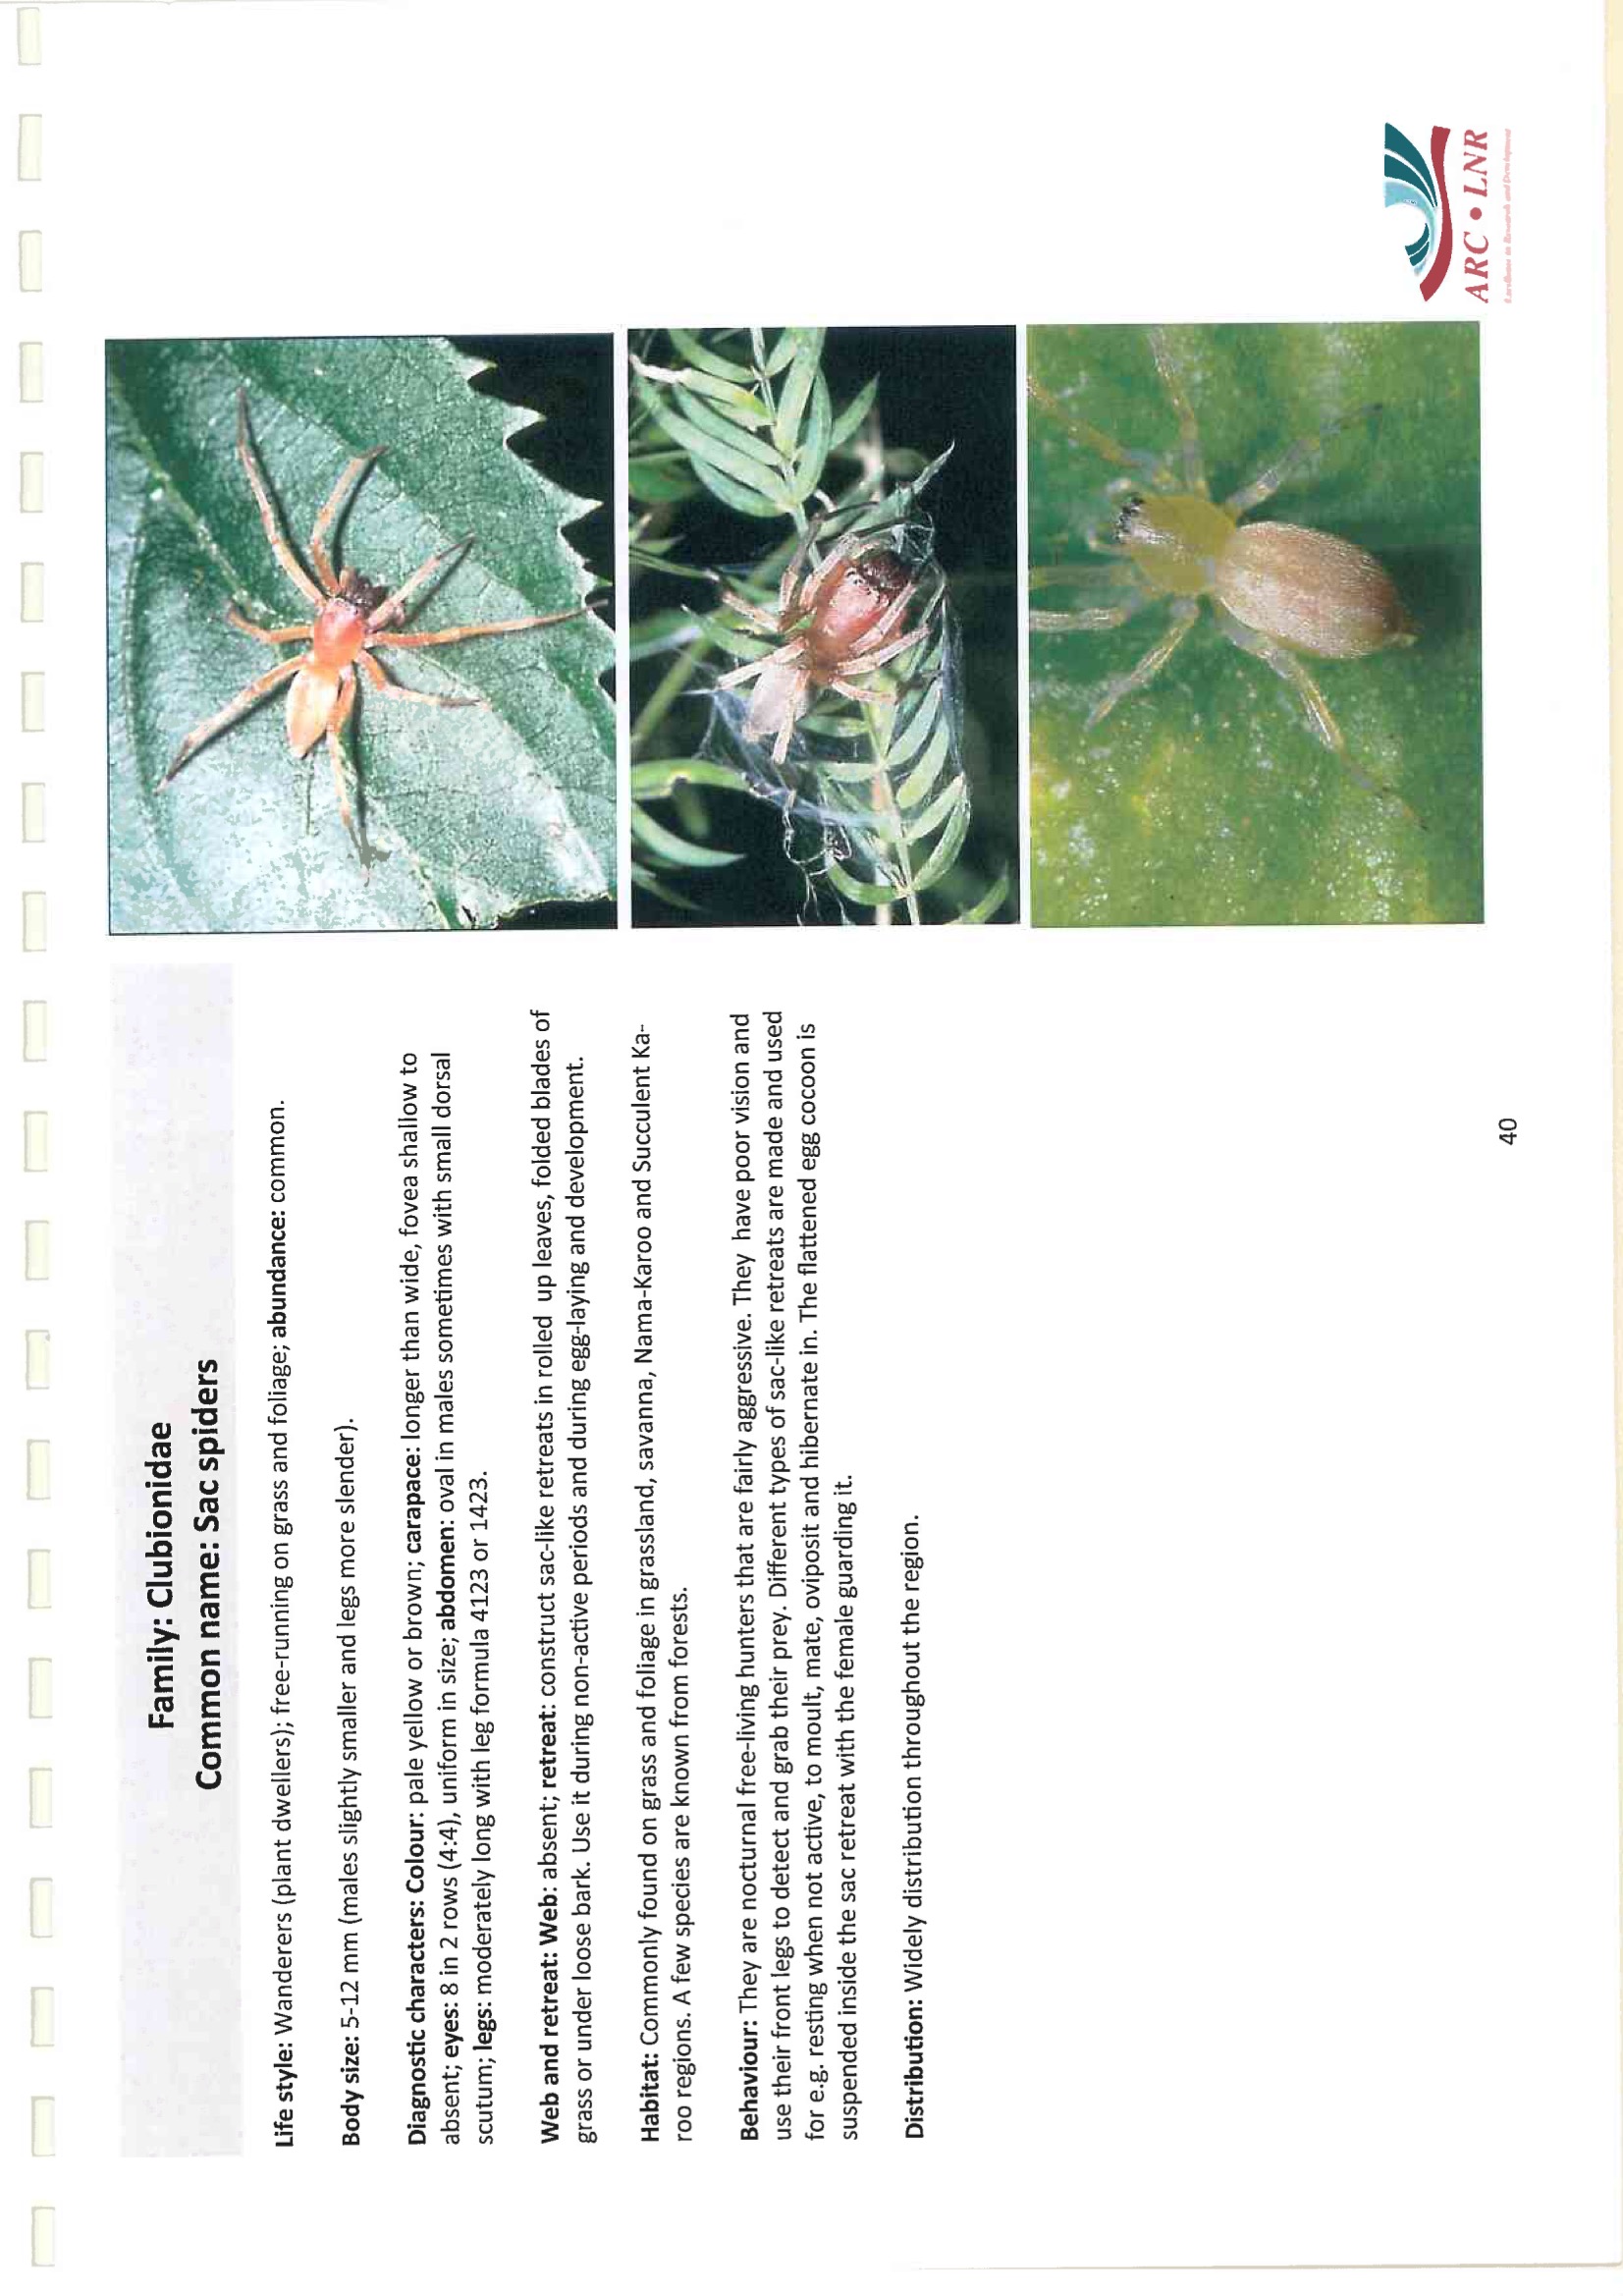 Family: Clubionidae
Common name: Sac spiders
Life style: Wanderers (plant dwellers); free-running on grass and foliage; abundance: common.
Body size: 5-12 mm (males slightly smaller and legs more slender).
Diagnostic characters: Colour: pale yellow or brown; carapace: longer than wide, fovea shallow to
absent; eyes: 8 in 2 rows (4:4), uniform in size; abdomen: oval in males sometimes with small dorsal
scutum; legs: moderately long with leg formula 4123 or 1423.
Web and retreat: Web: absent; retreat: construct sac-like retreats in rolled up leaves, folded blades of
grass or under loose bark. Use it during non-active periods and during egg-laying and development.
Habitat: Commonly found on grass and foliage in grassland, savanna, Nama-Karoo and Succulent Ka-
roo regions. A few species are known from forests.
Behaviour: They are nocturnal free-living hunters that are fairly aggressive. They have poor vision and
use their front legs to detect and grab their prey. Different types of sac-like retreats are made and used
for e.g. resting when not active, to moult, mate, oviposit and hibernate in. The flattened egg cocoon is
suspended inside the sac retreat with the female guarding it.
Distribution: Widely distribution throughout the region.
40
ARC • LNR
Excellence in Research and Development